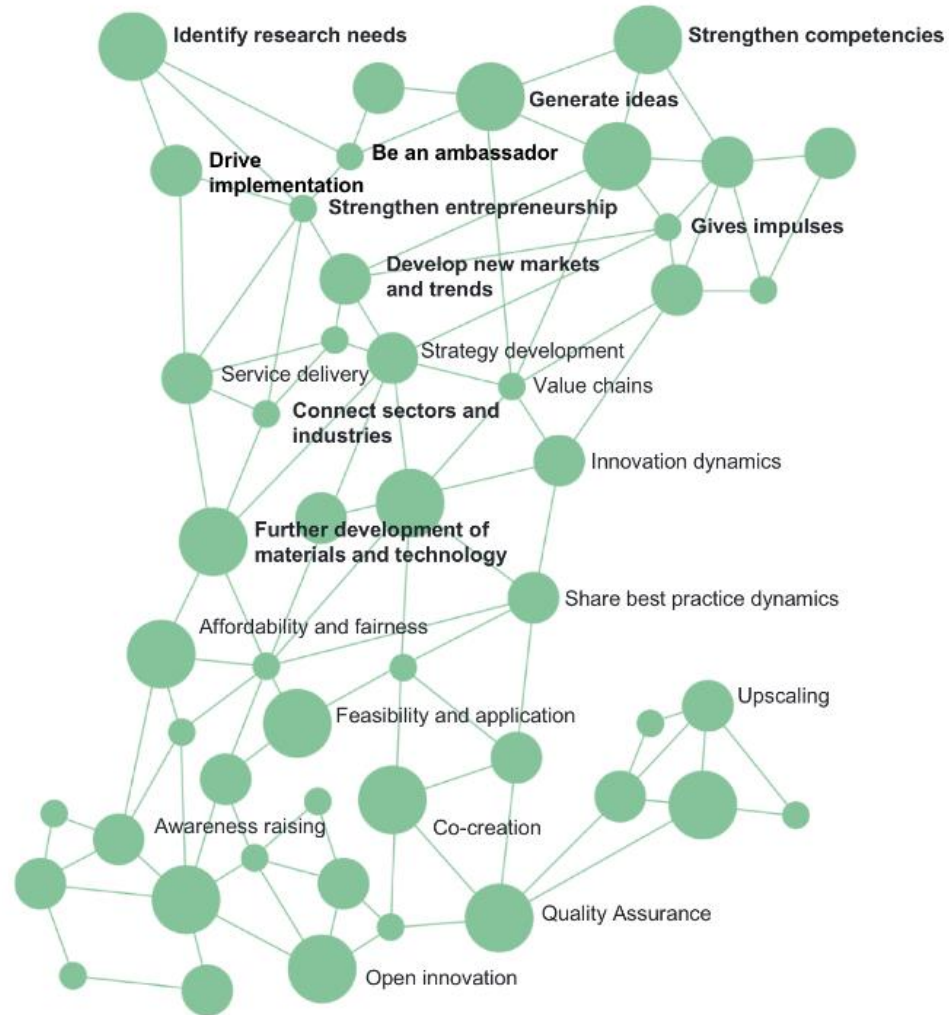 Identify research needs
Strengthen competencies
Generate ideas
Be an ambassador
Drive
implementation
Strengthen entrepreneurship
Gives impulses
Develop new markets
and trends
Strategy development
Service delivery
Value chains
Connect sectors and
industries
Innovation dynamics
Further development of
materials and technology
Share best practice dynamics
Affordability and fairness
Upscaling
Feasibility and application
Awareness raising
Co-creation
Quality Assurance
Open innovation